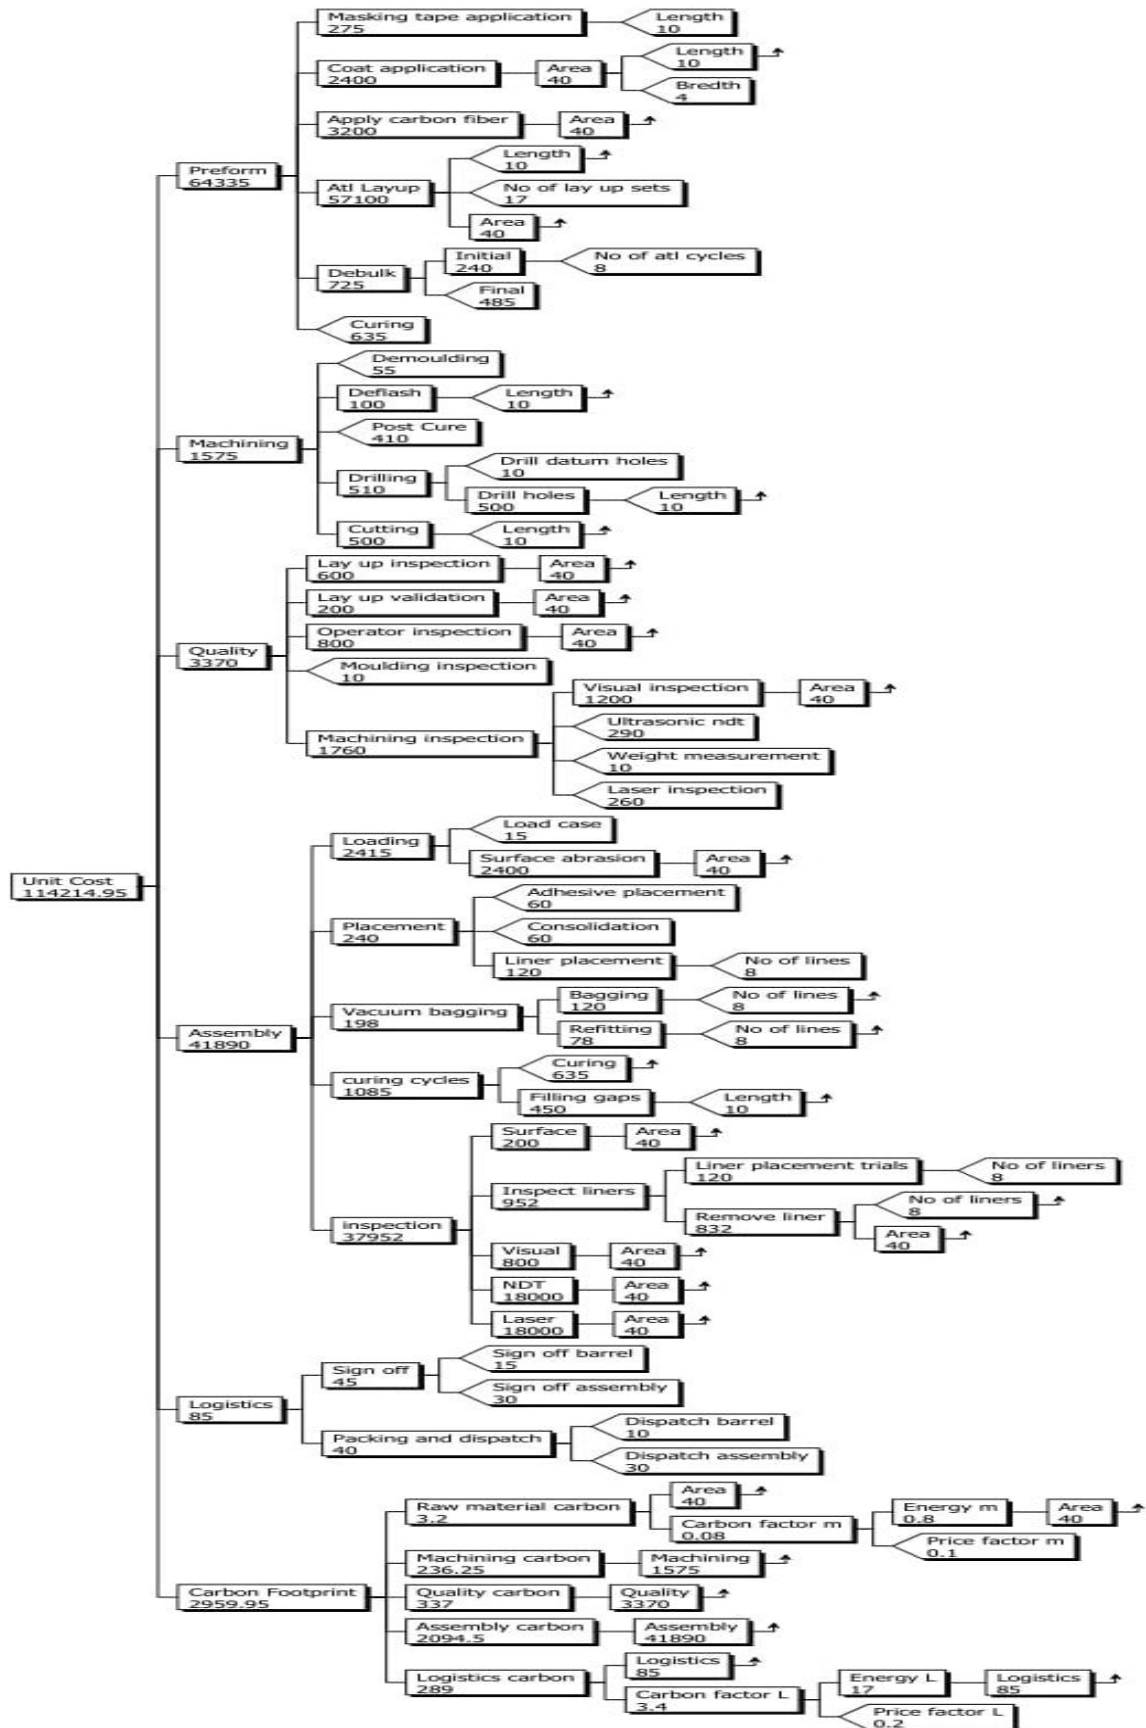 Masking tape application
275
Length
10
Coat application
2400
Area
40
Length
10
Bredth
4
Apply carbon fiber
3200
Area
40
Preform
64335
Atl Layup
57100
Length
10
No of lay up sets
17
Area
40
Debulk
725
Initial
240
No of atl cycles
8
Final
485
Curing
635
Machining
1575
Demoulding
55
Deflash
100
Length
10
Post Cure
410
Drilling
510
Drill datum holes
10
Drill holes
500
Length
10
Cutting
500
Length
10
Quality
3370
Lay up inspection
600
Area
40
Lay up validation
200
Area
40
Operator inspection
800
Area
40
Moulding inspection
10
Machining inspection
1760
Visual inspection
1200
Area
40
Ultrasonic ndt
290
Weight measurement
10
Laser inspection
260
Unit Cost
114214.95
Assembly
41890
Loading
2415
Load case
15
Surface abrasion
2400
Area
40
Placement
240
Adhesive placement
60
Consolidation
60
Liner placement
120
No of lines
8
Vacuum bagging
198
Bagging
120
No of lines
8
Refitting
78
No of lines
8
curing cycles
1085
Curing
635
Filling gaps
450
Length
10
inspection
37952
Surface
200
Area
40
Inspect liners
952
Liner placement trials
120
No of liners
8
Remove liner
832
No of liners
8
Area
40
Visual
800
Area
40
NDT
18000
Area
40
Laser
18000
Area
40
Logistics
85
Sign off
45
Sign off barrel
15
Sign off assembly
30
Packing and dispatch
40
Dispatch barrel
10
Dispatch assembly
30
Carbon Footprint
2959.95
Raw material carbon
3.2
Area
40
Carbon factor m
0.08
Energy m
0.8
Area
40
Price factor m
0.1
Machining carbon
236.25
Machining
1575
Quality carbon
337
Quality
3370
Assembly carbon
2094.5
Assembly
41890
Logistics carbon
289
Logistics
85
Carbon factor L
3.4
Energy L
17
Logistics
85
Price factor L
0.2